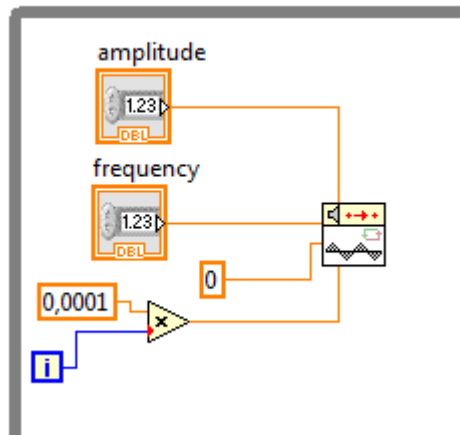 amplitude
1.23
DBL
frequency
1.23
DBL
0
0,0001
x
i